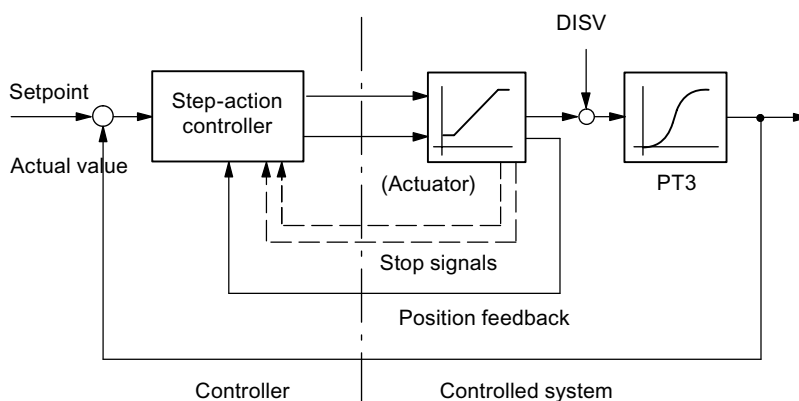 DISV
Setpoint
Step-action
controller
Actual value
(Actuator)
PT3
Stop signals
Position feedback
Controller
Controlled system